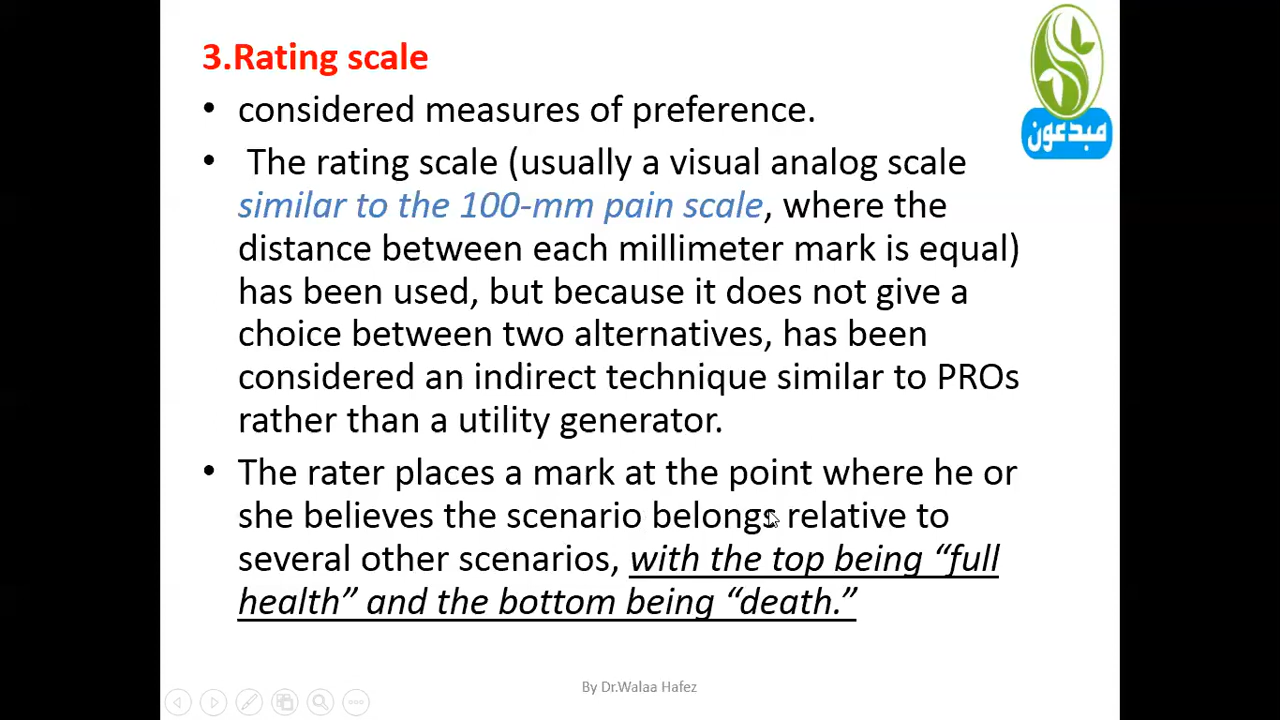 3.Rating scale
• considered measures of preference.
• The rating scale (usually a visual analog scale
similar to the 100-mm pain scale, where the
distance between each millimeter mark is equal)
has been used, but because it does not give a
choice between two alternatives, has been
considered an indirect technique similar to PROs
rather than a utility generator.
• The rater places a mark at the point where he or
she believes the scenario belongs relative to
several other scenarios, with the top being “full
health” and the bottom being “death.”
مبدعون
By Dr.Walaa Hafez